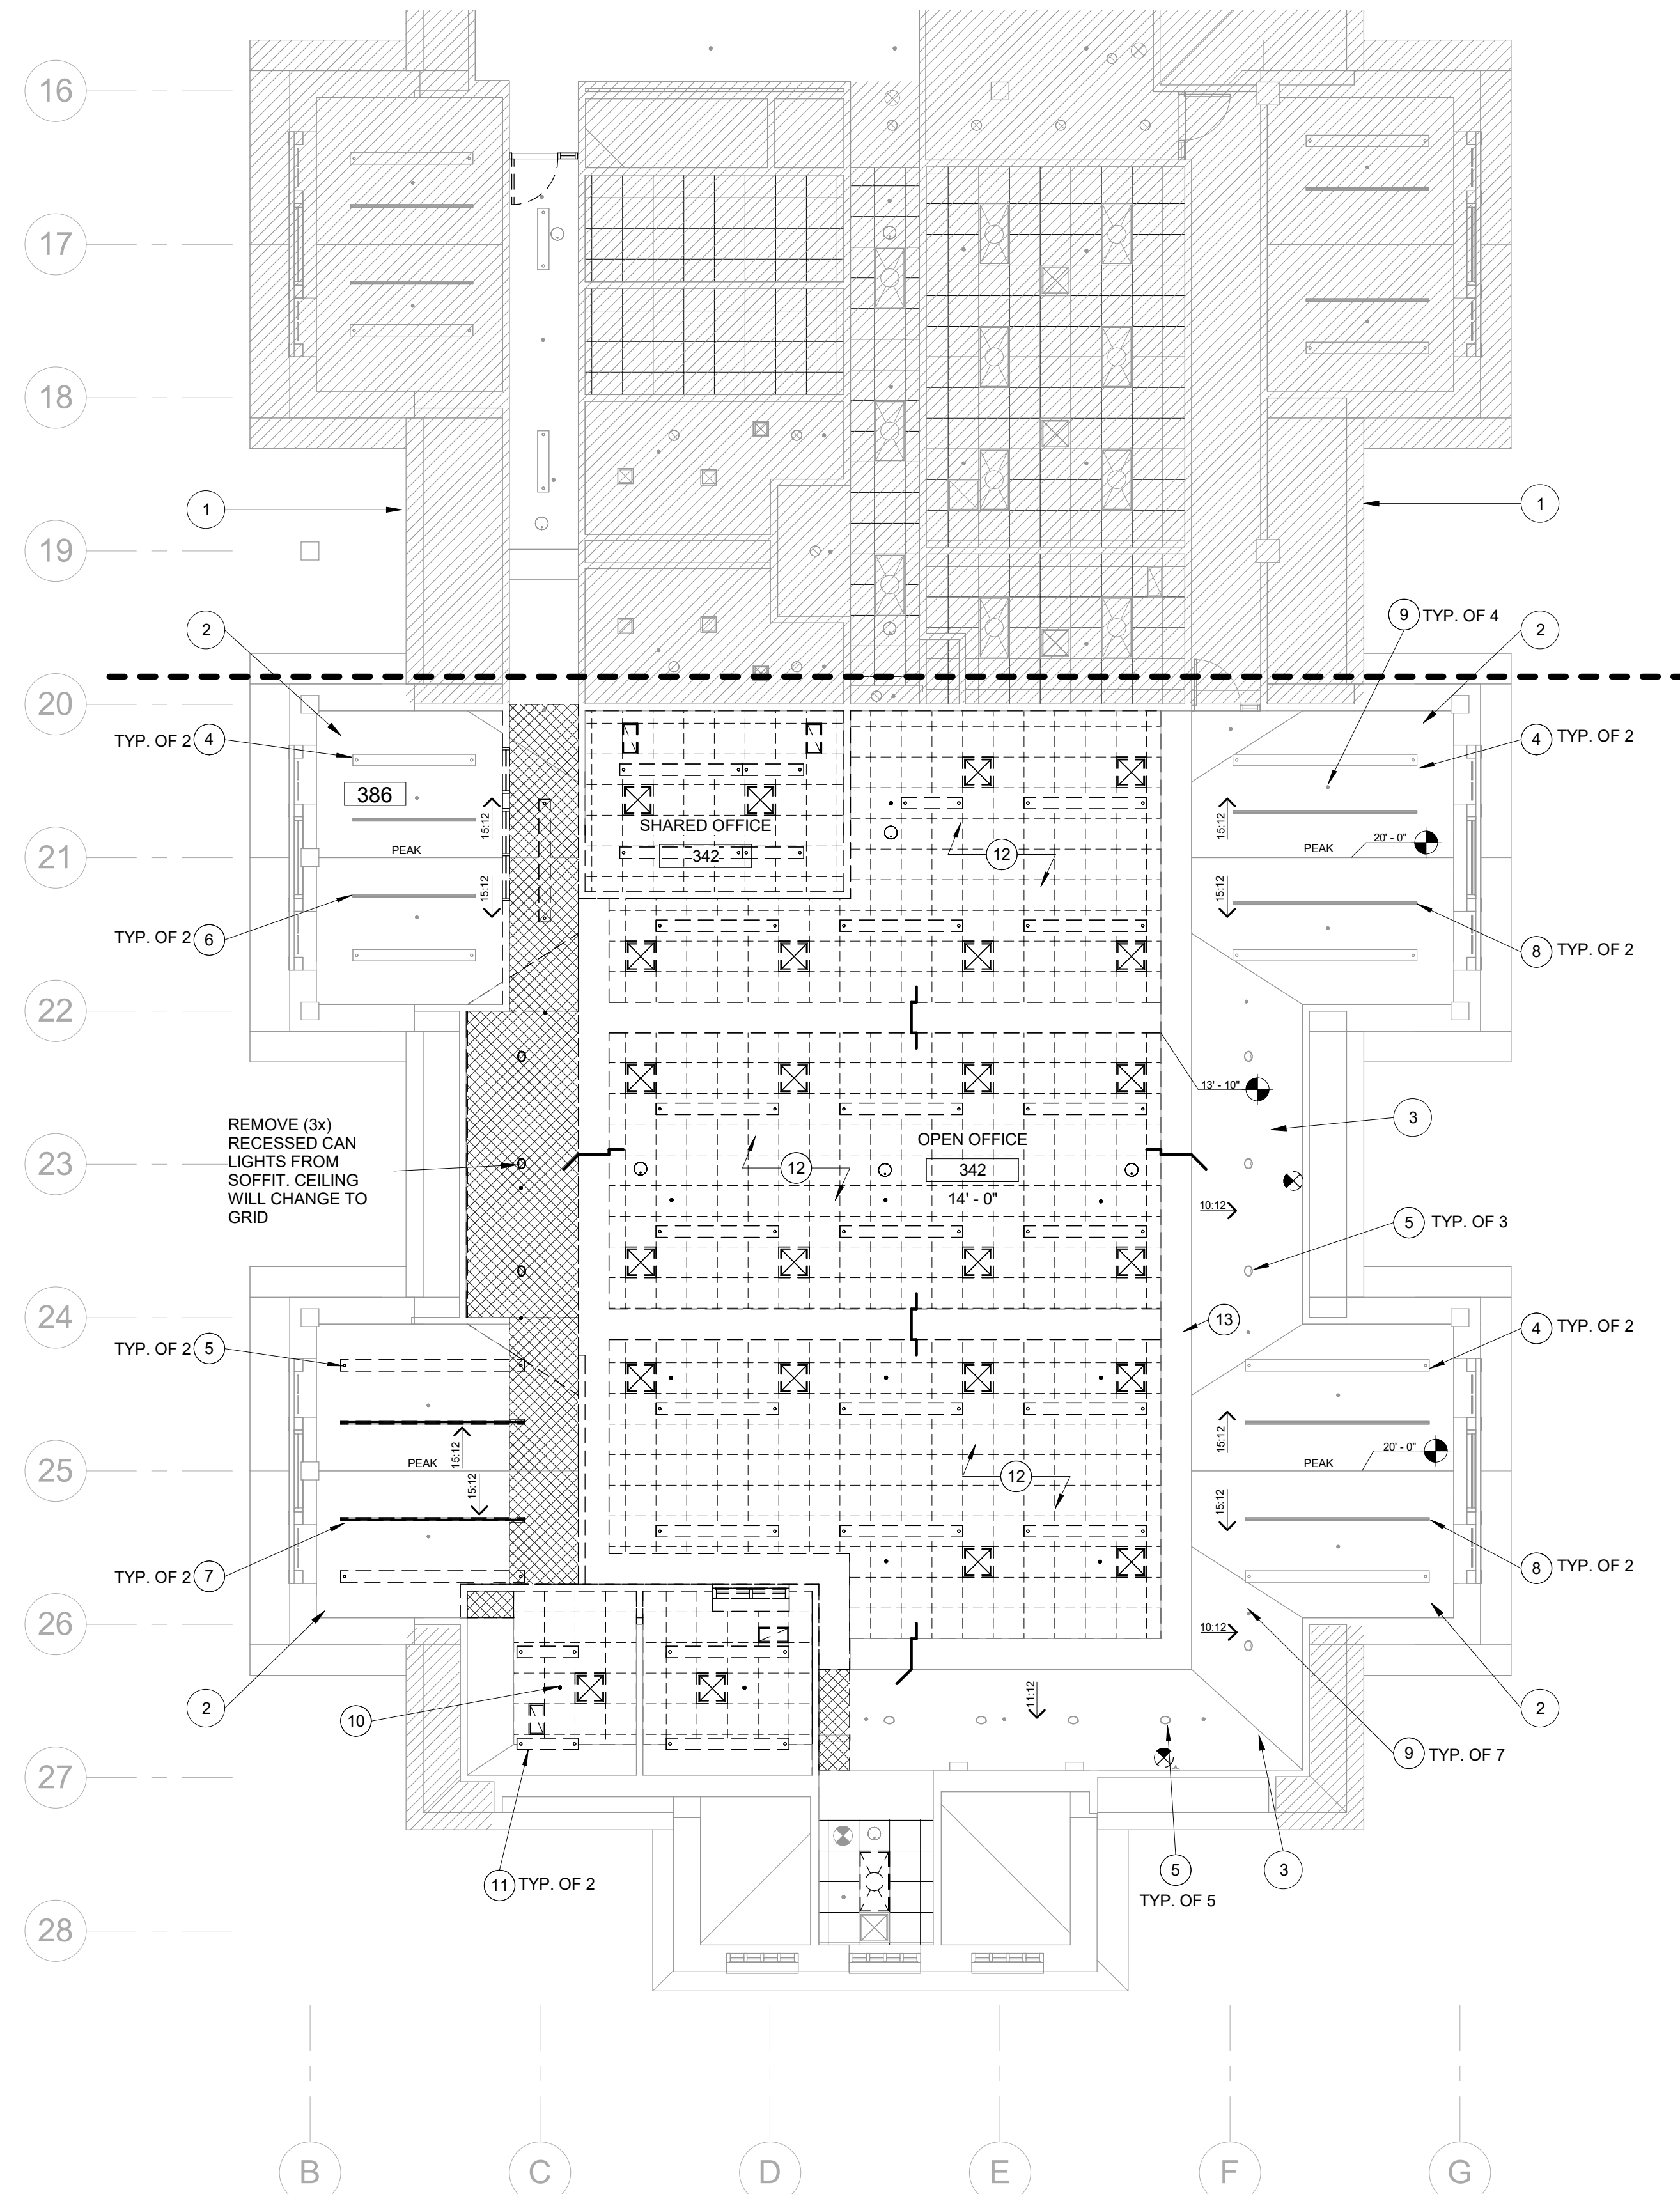 16
17
18
1
1
19
9 TYP. OF 4
2
2
20
TYP. OF 2 4
4 TYP. OF 2
386
SHARED OFFICE
342
15:12
15:12
20' - 0"
12
21
PEAK
PEAK
15:12
15:12
TYP. OF 2 6
8 TYP. OF 2
22
13' - 10"
3
REMOVE (3x)
RECESSED CAN
LIGHTS FROM
SOFFIT. CEILING
WILL CHANGE TO
GRID
OPEN OFFICE
342
14' - 0"
12
23
10:12
5 TYP. OF 3
24
13
4 TYP. OF 2
TYP. OF 2 5
15:12
15:12
20' - 0"
PEAK
PEAK
25
12
15:12
15:12
8 TYP. OF 2
TYP. OF 2 7
26
10:12
2
10
11:12
2
9 TYP. OF 7
27
11 TYP. OF 2
5
TYP. OF 5
3
28
B
C
D
E
F
G